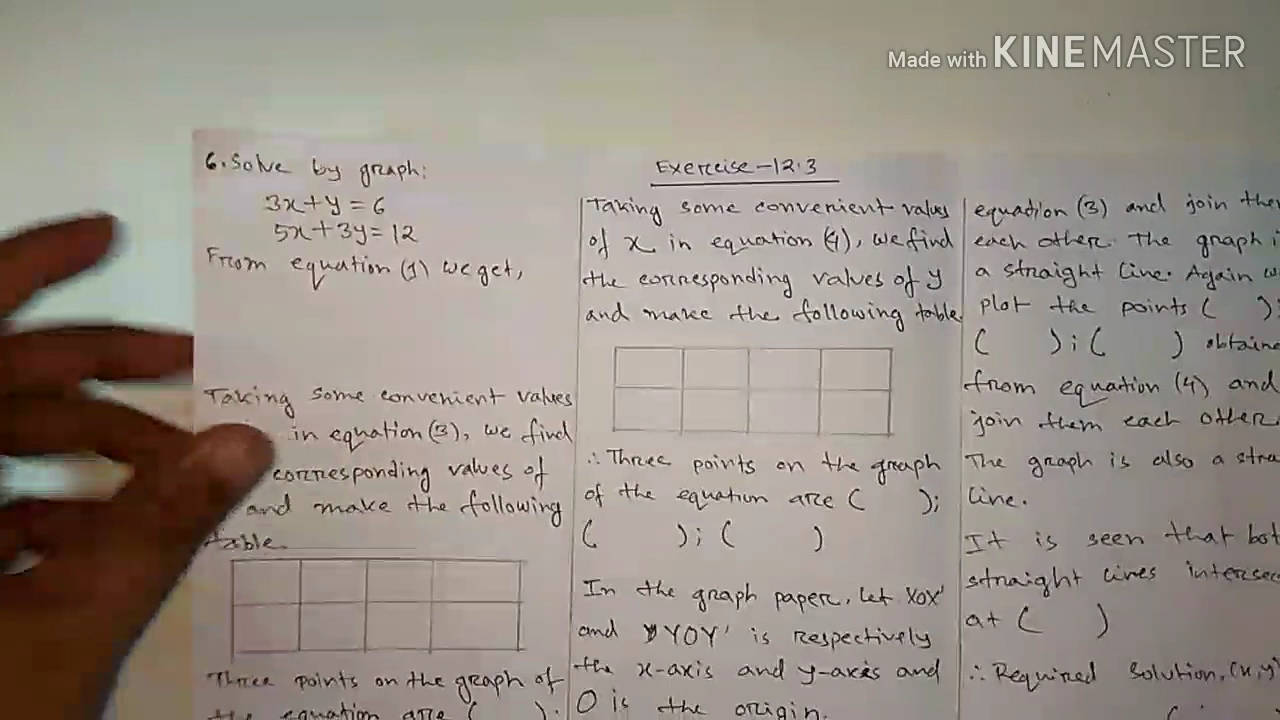 Made with KINEMASTER
6. Solve by graph:
3x+y=6
5x+3y=12
From equation (1) we get,
Taking some convenient values
in equation (3), we find
corresponding values of
and make the following
table.
Three points on the graph of
the equation are ( );
Exercise-12.3
Taking some convenient values
of x in equation (4), we find
the corresponding values of y
and make the following table.
∴ Three points on the graph
of the equation are ( );
( ); ( )
In the graph paper, let XOX'
and YOY' is respectively
the x-axis and y-axis and
O is the origin.
equation (3) and join them
each other. The graph i
a straight line. Again w
plot the points ( );
( ); ( ) obtaine
from equation (4) and
join them each other.
The graph is also a stra
line.
It is seen that bot
straight lines intersec
at ( )
∴ Required Solution, (x,y)